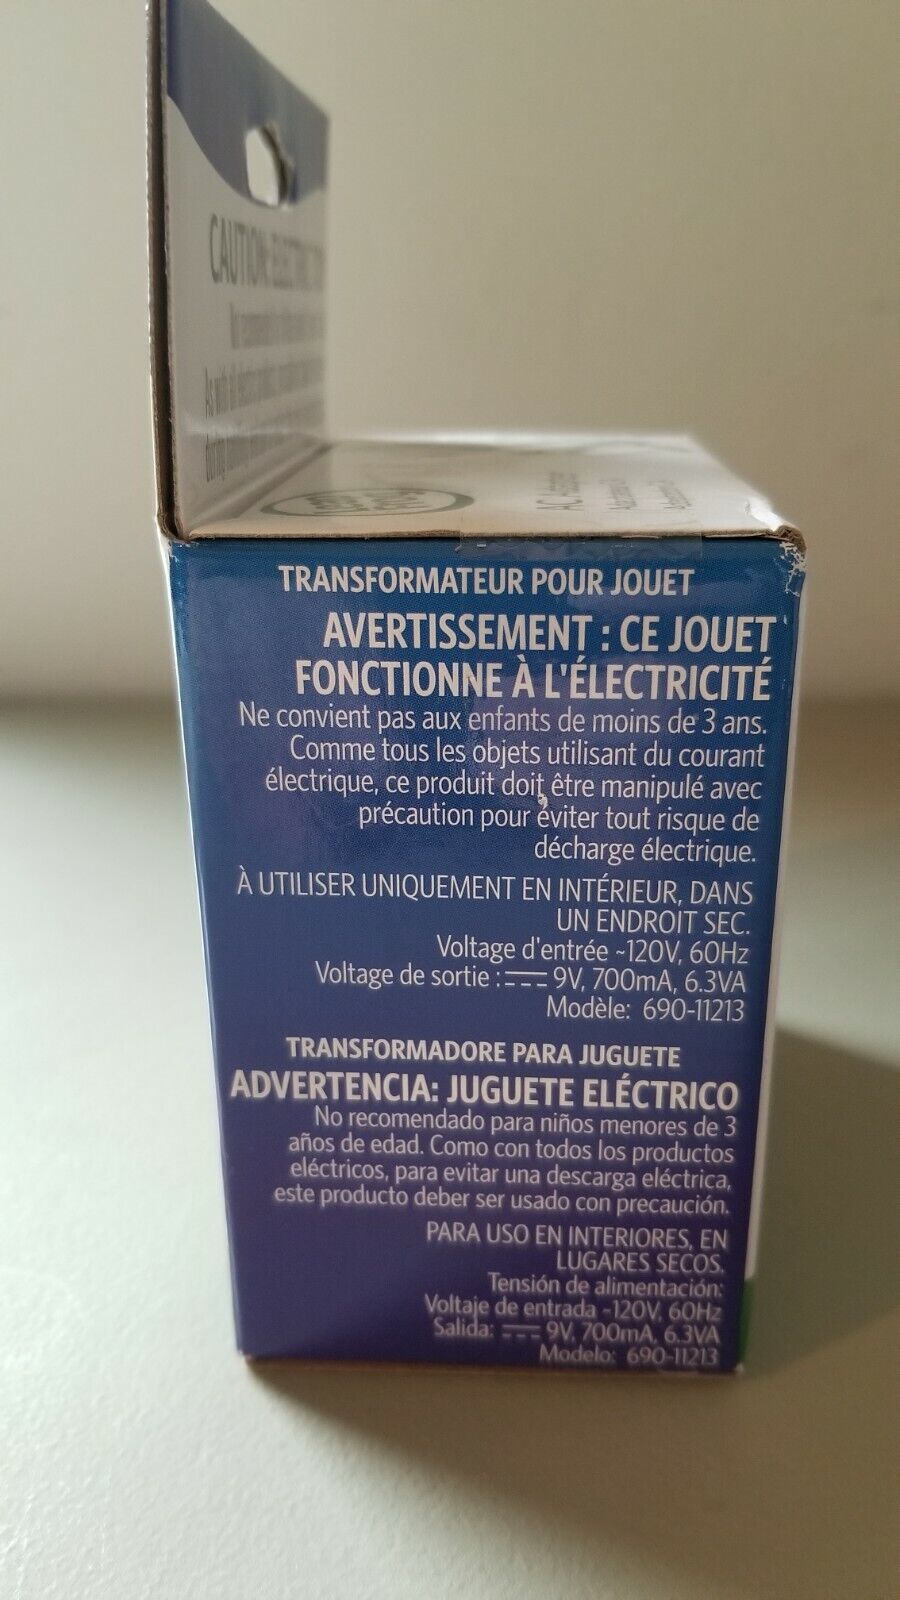 CAUTION: ELECTRIC
AC Adapter
TRANSFORMATEUR POUR JOUET
AVERTISSEMENT : CE JOUET
FONCTIONNE À L'ÉLECTRICITÉ
Ne convient pas aux enfants de moins de 3 ans.
Comme tous les objets utilisant du courant
électrique, ce produit doit être manipulé avec
précaution pour éviter tout risque de
décharge électrique.
À UTILISER UNIQUEMENT EN INTÉRIEUR, DANS
UN ENDROIT SEC.
Voltage d'entrée ~120V, 60Hz
Voltage de sortie : ⎓ 9V, 700mA, 6.3VA
Modèle: 690-11213
TRANSFORMADORE PARA JUGUETE
ADVERTENCIA: JUGUETE ELÉCTRICO
No recomendado para niños menores de 3
años de edad. Como con todos los productos
eléctricos, para evitar una descarga eléctrica,
este producto deber ser usado con precaución.
PARA USO EN INTERIORES, EN
LUGARES SECOS.
Tensión de alimentación:
Voltaje de entrada ~120V, 60Hz
Salida: ⎓ 9V, 700mA, 6.3VA
Modelo: 690-11213